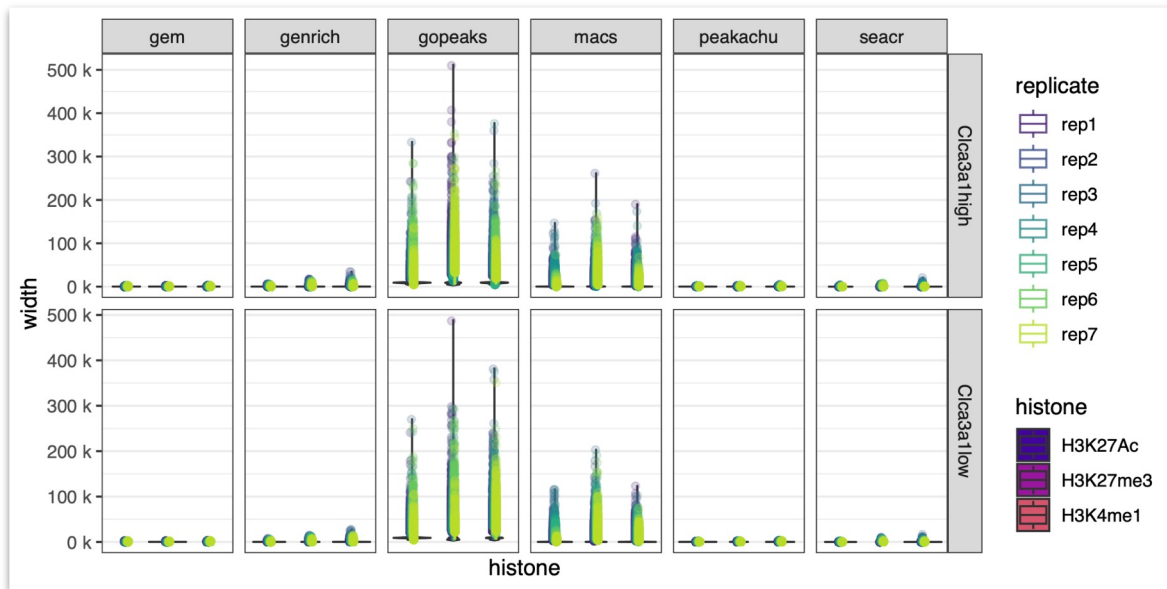 gem genrich gopeaks macs peakachu seacr
500 k
400 k
300 k
200 k
100 k
0 k
Clca3a1high
500 k
400 k
300 k
200 k
100 k
0 k
Clca3a1low
width
histone
replicate
rep1
rep2
rep3
rep4
rep5
rep6
rep7
histone
H3K27Ac
H3K27me3
H3K4me1